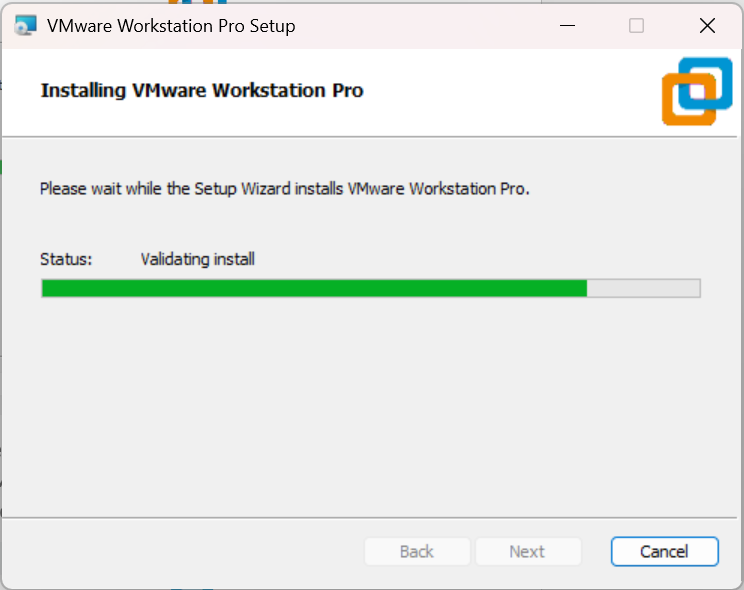 VMware Workstation Pro Setup
Installing VMware Workstation Pro
Please wait while the Setup Wizard installs VMware Workstation Pro.
Status: Validating install
Back Next Cancel